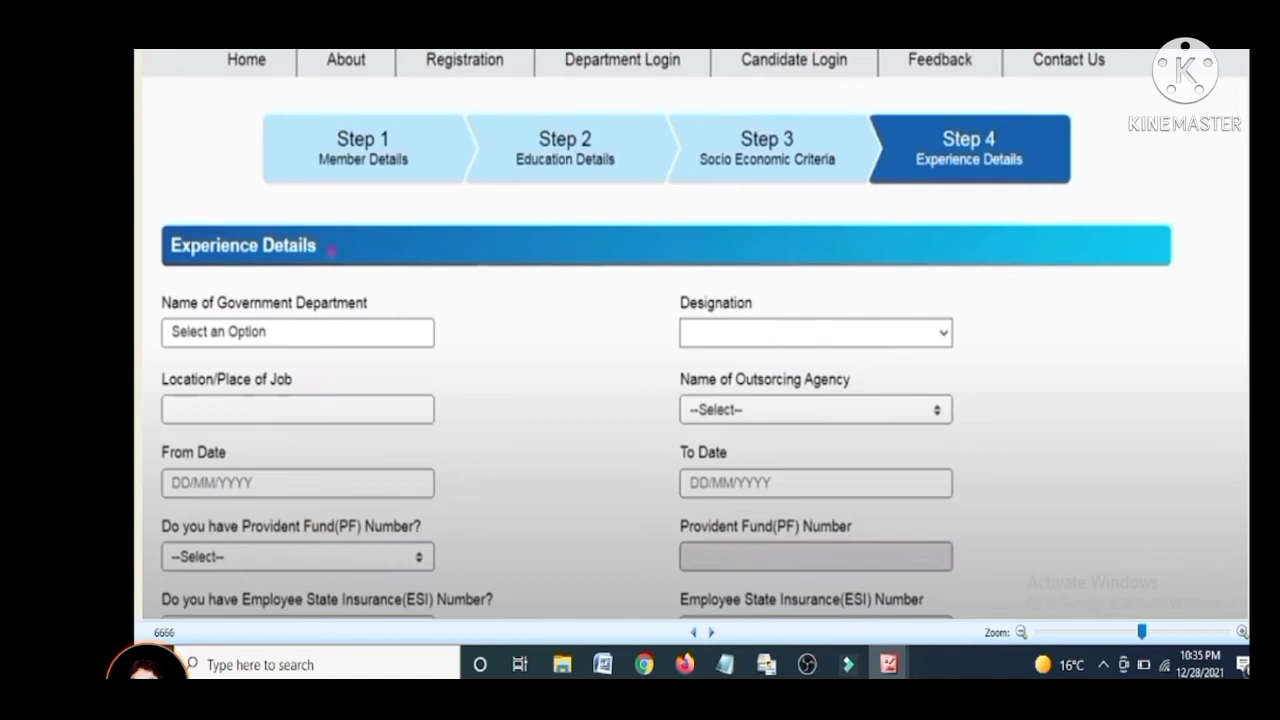 Home About Registration Department Login Candidate Login Feedback Contact Us
KINEMASTER
Step 1 Step 2 Step 3 Step 4
Member Details Education Details Socio Economic Criteria Experience Details
Experience Details
Name of Government Department Designation
Select an Option
Location/Place of Job Name of Outsorcing Agency
--Select--
From Date To Date
DD/MM/YYYY DD/MM/YYYY
Do you have Provident Fund(PF) Number? Provident Fund(PF) Number
--Select--
Activate Windows
Do you have Employee State Insurance(ESI) Number? Employee State Insurance(ESI) Number
6666 Zoom:
Type here to search 16°C 10:35 PM
12/28/2021